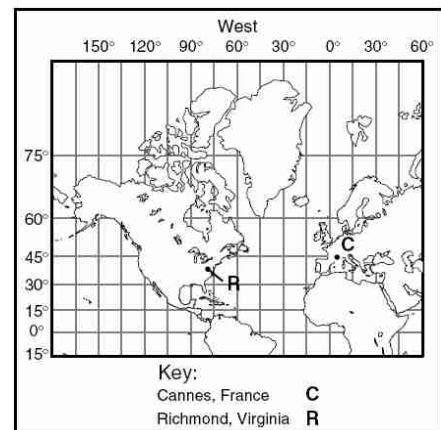 West
150° 120° 90° 60° 30° 0° 30° 60°
75°
60°
C
45°
R
30°
15°
0°
15°
Key:
Cannes, France C
Richmond, Virginia R